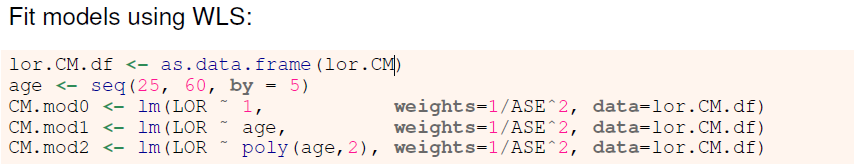 Fit models using WLS:
lor.CM.df <- as.data.frame(lor.CM)
age <- seq(25, 60, by = 5)
CM.mod0 <- lm(LOR ~ 1, weights=1/ASE^2, data=lor.CM.df)
CM.mod1 <- lm(LOR ~ age, weights=1/ASE^2, data=lor.CM.df)
CM.mod2 <- lm(LOR ~ poly(age,2), weights=1/ASE^2, data=lor.CM.df)